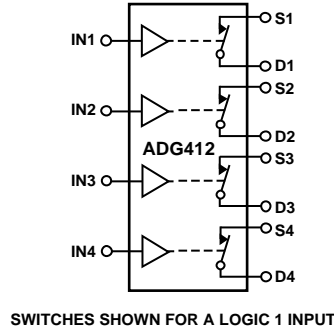 S1
IN1
D1
S2
IN2
D2
ADG412
S3
IN3
D3
S4
IN4
D4
SWITCHES SHOWN FOR A LOGIC 1 INPUT